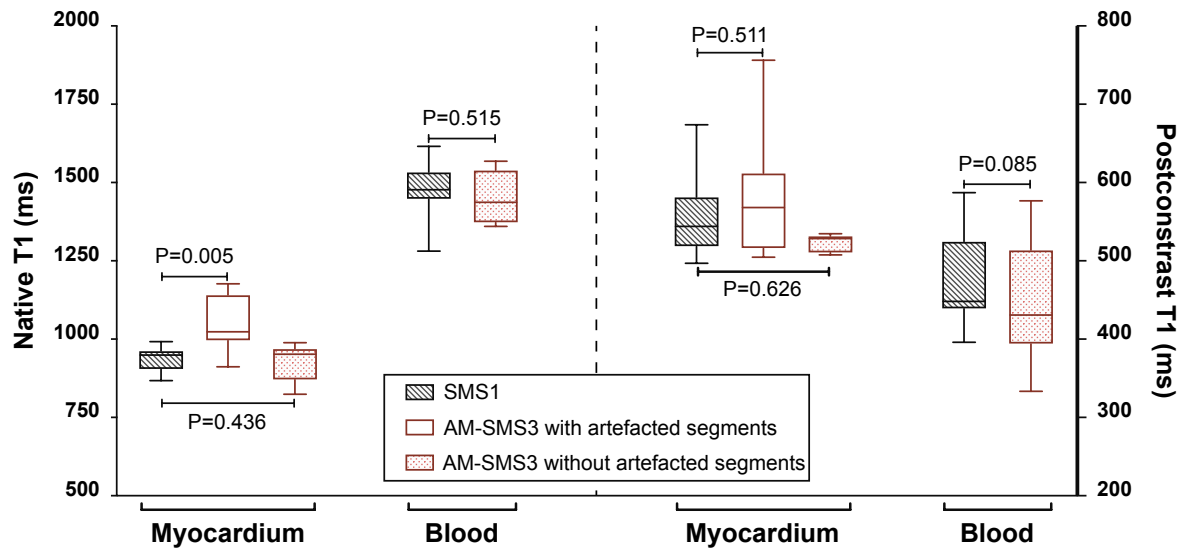 2000
1750
1500
1250
1000
750
500
Native T1 (ms)
P=0.005
P=0.436
P=0.515
P=0.511
P=0.626
P=0.085
SMS1
AM-SMS3 with artefacted segments
AM-SMS3 without artefacted segments
800
700
600
500
400
300
200
Postconstrast T1 (ms)
Myocardium
Blood
Myocardium
Blood